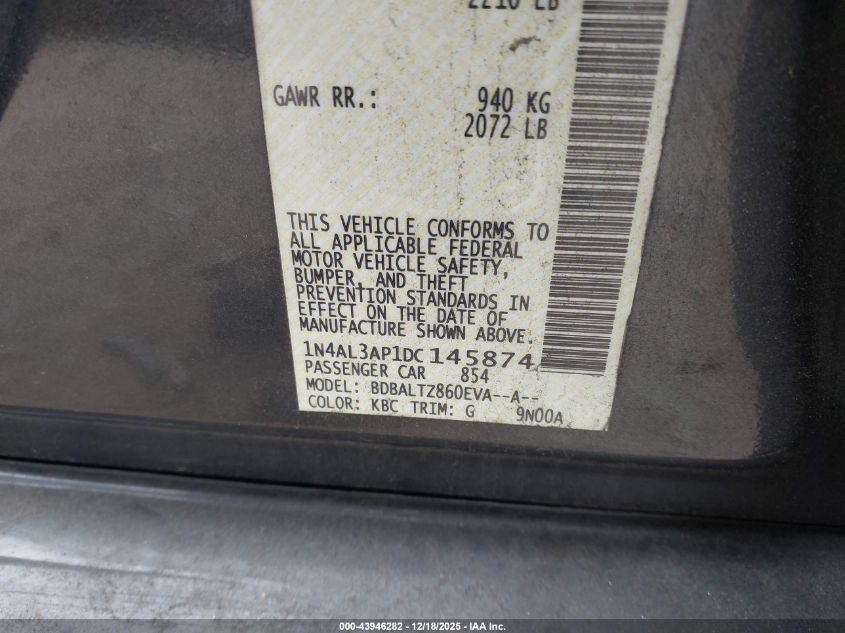 2210 LB
GAWR RR.: 940 KG
2072 LB
THIS VEHICLE CONFORMS TO
ALL APPLICABLE FEDERAL
MOTOR VEHICLE SAFETY,
BUMPER, AND THEFT
PREVENTION STANDARDS IN
EFFECT ON THE DATE OF
MANUFACTURE SHOWN ABOVE.
1N4AL3AP1DC145874
PASSENGER CAR 854
MODEL: BDBALTZ860EVA--A--
COLOR: KBC TRIM: G 9N00A
000-43946282 - 12/18/2025 - IAA Inc.